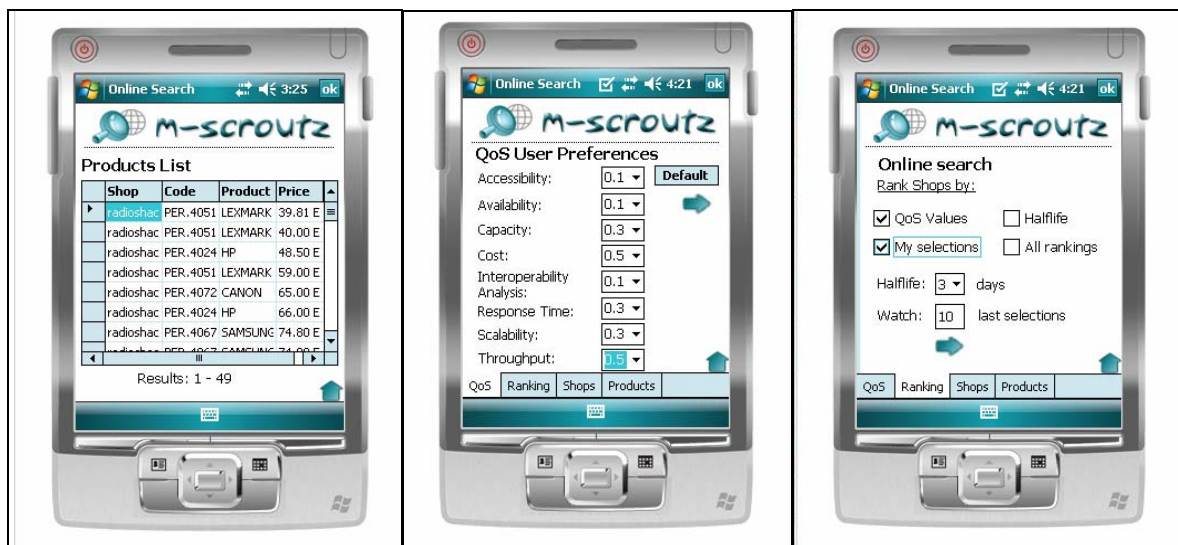 Online Search 3:25 ok
m-scroutz
Products List
Shop Code Product Price
radioshac PER.4051 LEXMARK 39.81 E
radioshac PER.4051 LEXMARK 40.00 E
radioshac PER.4024 HP 48.50 E
radioshac PER.4051 LEXMARK 59.00 E
radioshac PER.4072 CANON 65.00 E
radioshac PER.4024 HP 66.00 E
radioshac PER.4067 SAMSUNG 74.80 E
Results: 1 - 49
Online Search 4:21 ok
m-scroutz
QoS User Preferences
Accessibility: 0.1 Default
Availability: 0.1
Capacity: 0.3
Cost: 0.5
Interoperability
Analysis: 0.1
Response Time: 0.3
Scalability: 0.3
Throughput: 0.5
QoS Ranking Shops Products
Online Search 4:21 ok
m-scroutz
Online search
Rank Shops by:
QoS Values Halflife
My selections All rankings
Halflife: 3 days
Watch: 10 last selections
QoS Ranking Shops Products